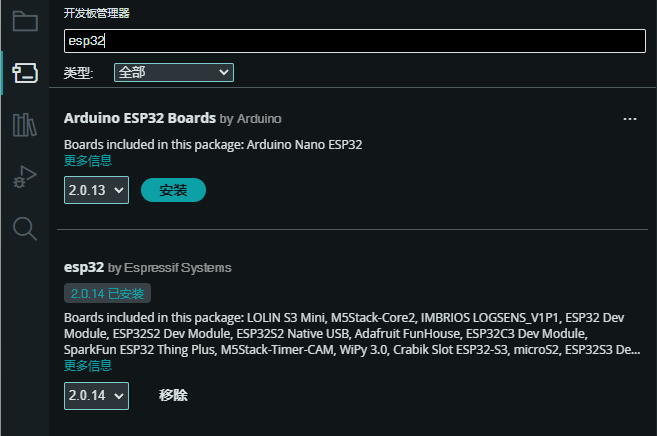 开发板管理器
esp32
类型:
全部
Arduino ESP32 Boards by Arduino
...
Boards included in this package: Arduino Nano ESP32
更多信息
2.0.13
安装
esp32 by Espressif Systems
2.0.14 已安装
Boards included in this package: LOLIN S3 Mini, M5Stack-Core2, IMBRIOS LOGSENS_V1P1, ESP32 Dev
Module, ESP32S2 Dev Module, ESP32S2 Native USB, Adafruit FunHouse, ESP32C3 Dev Module,
SparkFun ESP32 Thing Plus, M5Stack-Timer-CAM, WiPy 3.0, Crabik Slot ESP32-S3, microS2, ESP32S3 De...
更多信息
2.0.14
移除